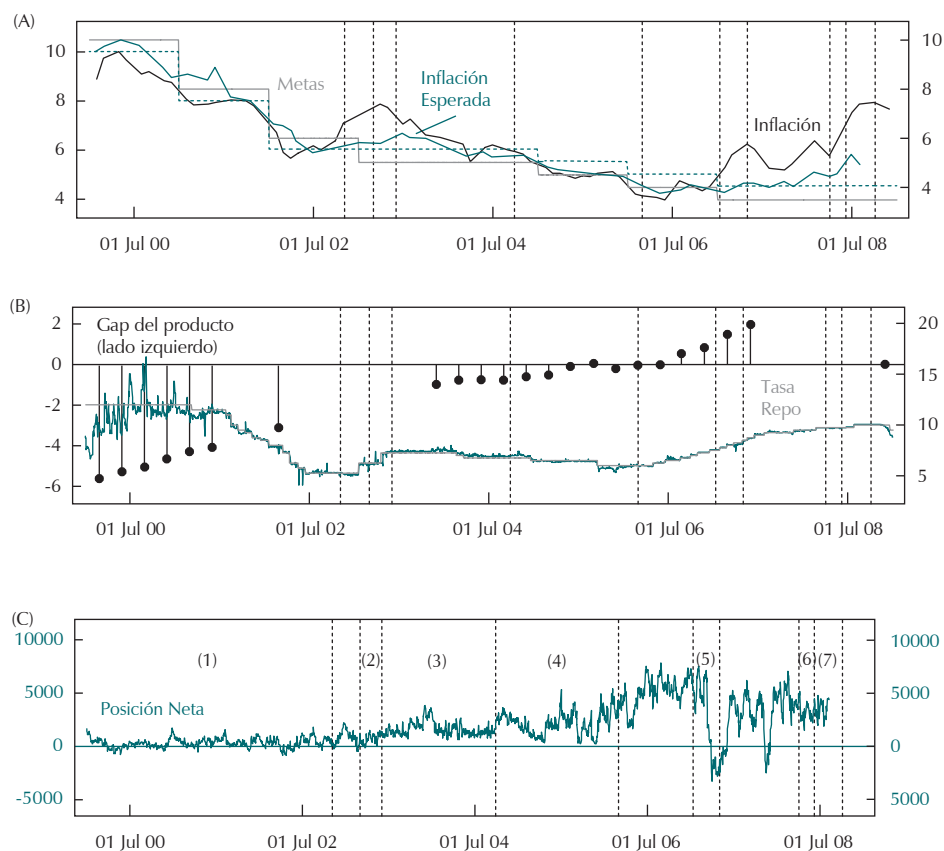 (A)
10
8
6
4
Metas
Inflación
Esperada
Inflación
10
8
6
4
01 Jul 00
01 Jul 02
01 Jul 04
01 Jul 06
01 Jul 08
(B)
2
0
-2
-4
-6
Gap del producto
(lado izquierdo)
Tasa
Repo
20
15
10
5
01 Jul 00
01 Jul 02
01 Jul 04
01 Jul 06
01 Jul 08
(C)
10000
5000
0
-5000
(1)
(2)
(3)
(4)
(5)
(6)
(7)
Posición Neta
10000
5000
0
5000
01 Jul 00
01 Jul 02
01 Jul 04
01 Jul 06
01 Jul 08